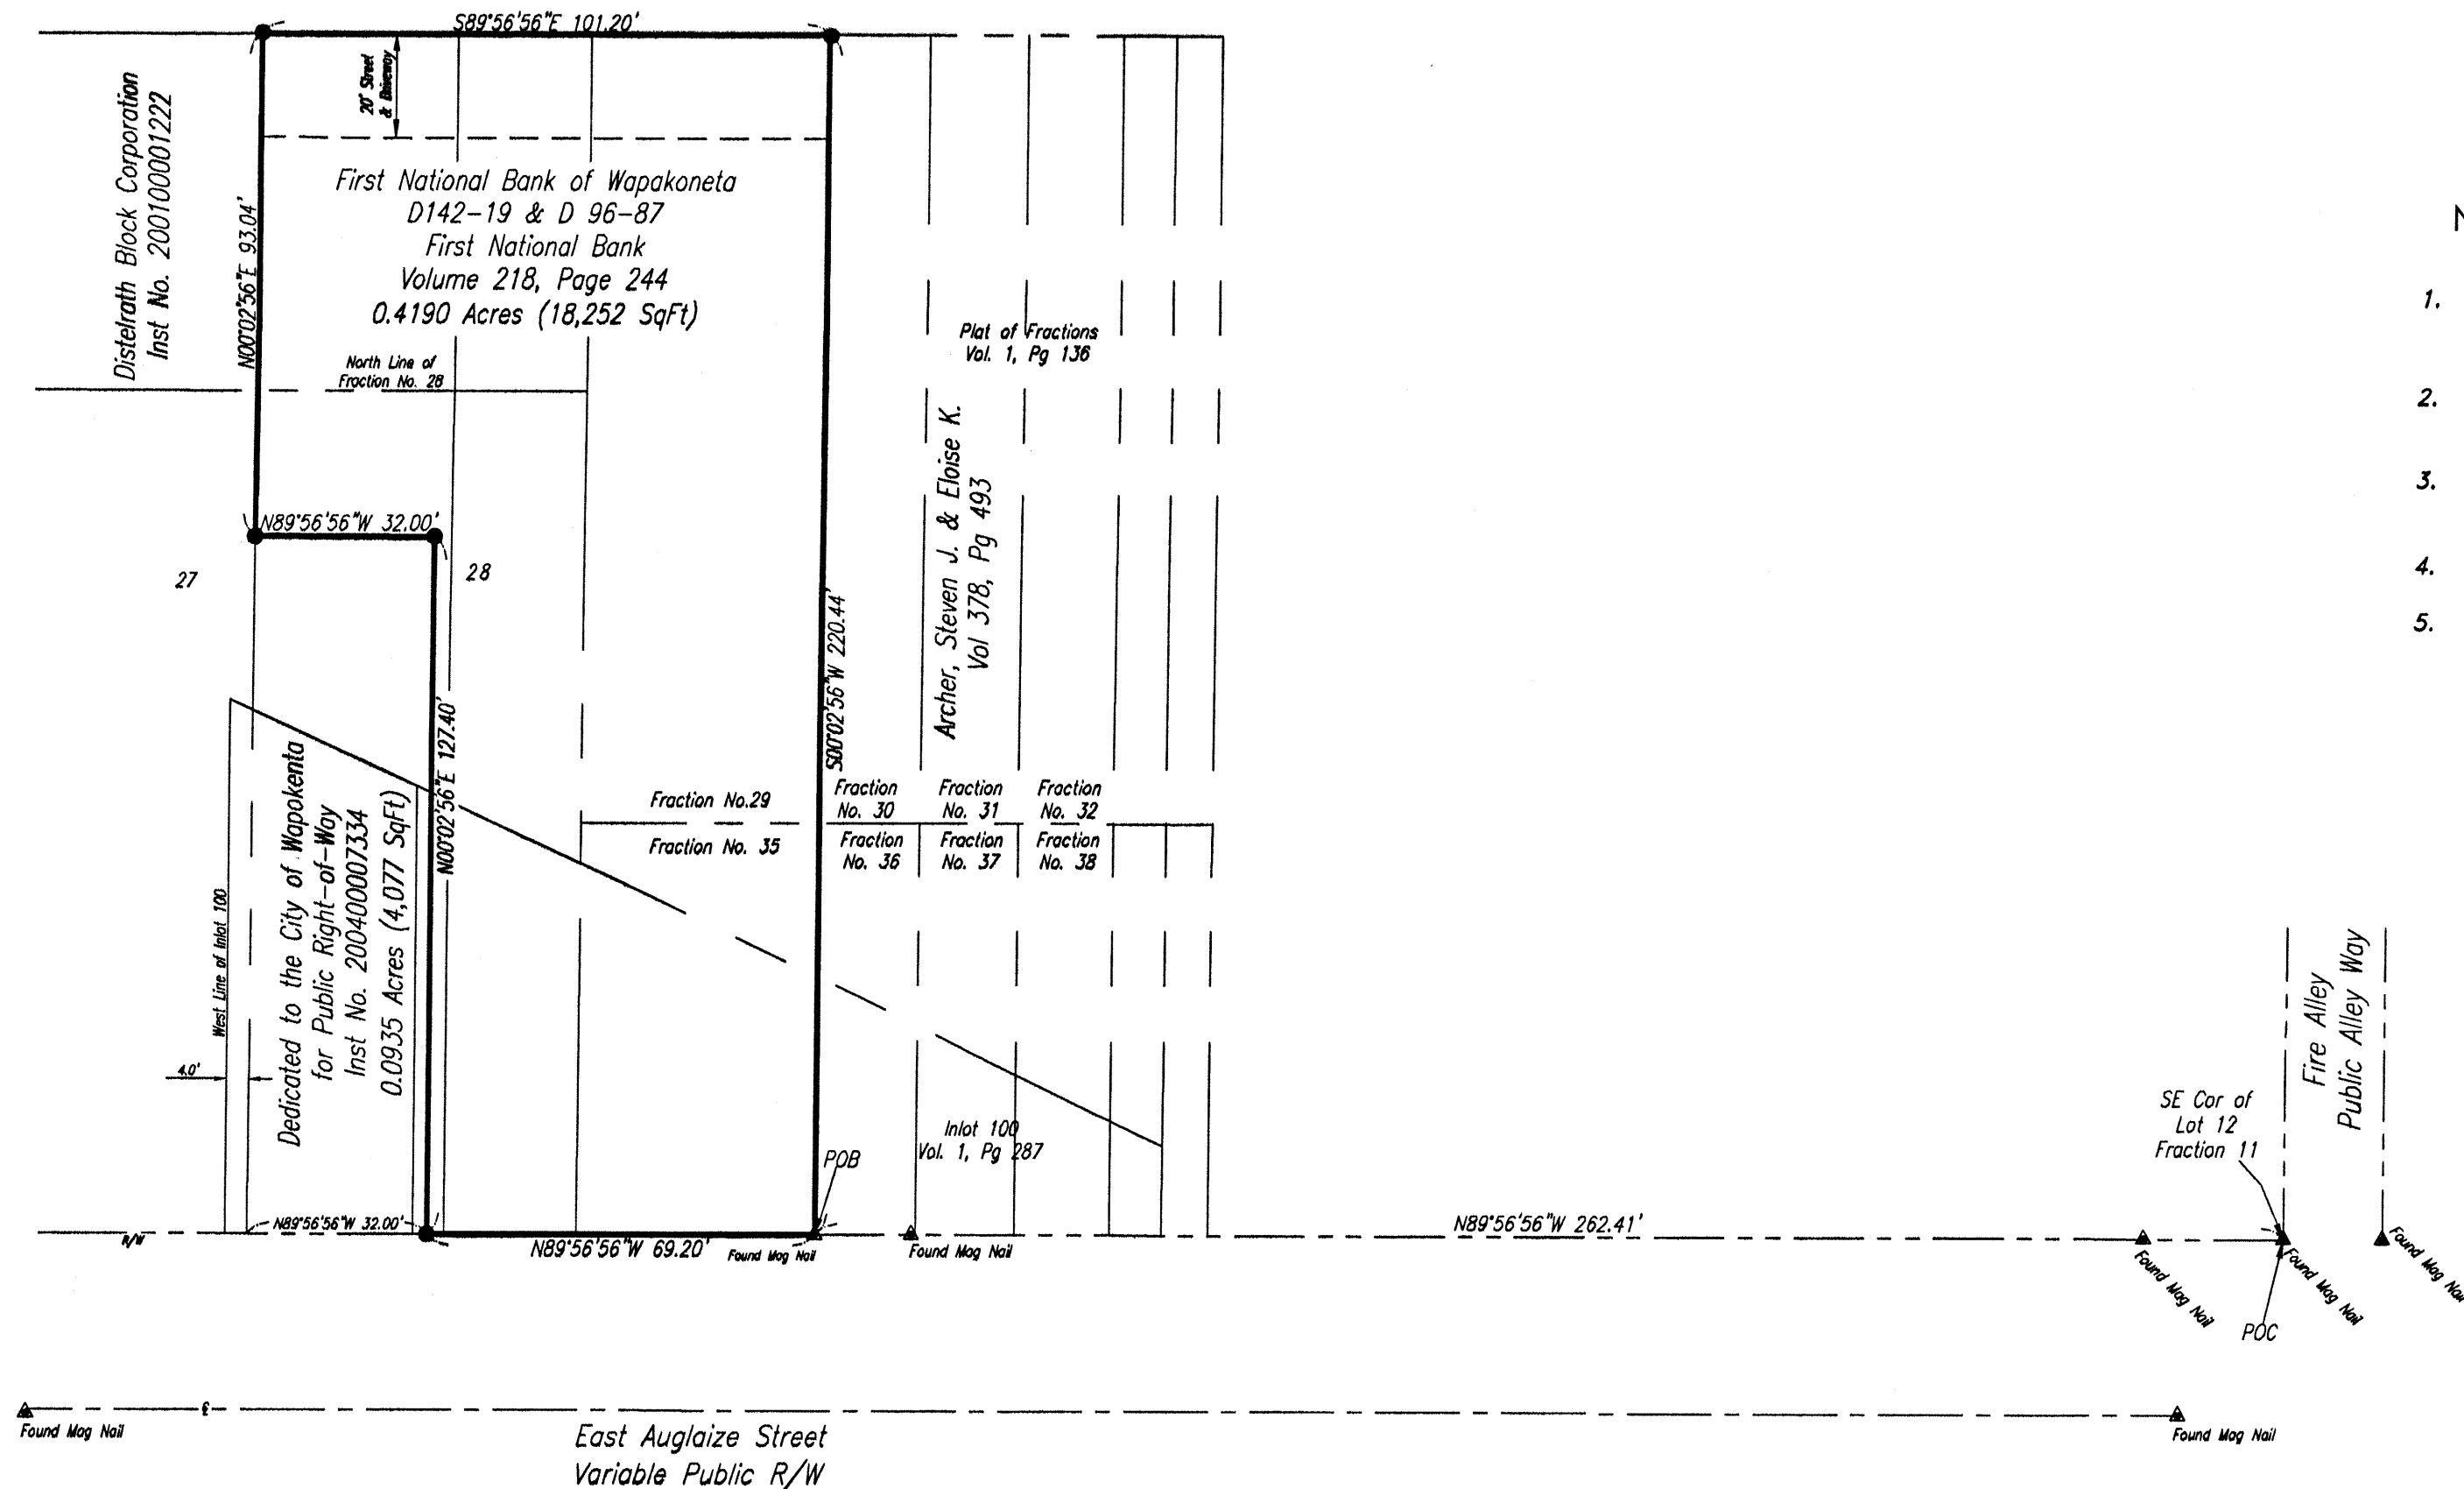 S89°56'56"E 101.20'
20' Street
& Driveway
Distelrath Block Corporation
Inst No. 200100001222
N00°02'56"E 93.04'
First National Bank of Wapakoneta
D142-19 & D 96-87
First National Bank
Volume 218, Page 244
0.4190 Acres (18,252 SqFt)
North Line of
Fraction No. 28
Plat of Fractions
Vol. 1, Pg 136
N
1.
2.
3.
4.
5.
N89°56'56"W 32.00'
27
28
Archer, Steven J. & Eloise K.
Vol 378, Pg 493
S00°02'56"W 220.44'
N00°02'56"E 127.40'
Fraction No.29
Fraction
No. 30
Fraction
No. 31
Fraction
No. 32
Fraction No. 35
Fraction
No. 36
Fraction
No. 37
Fraction
No. 38
West Line of Inlot 100
Dedicated to the City of Wapokenta
for Public Right-of-Way
Inst No. 200400007334
0.0935 Acres (4,077 SqFt)
4.0'
Fire Alley
Public Alley Way
SE Cor of
Lot 12
Fraction 11
Inlot 100
Vol. 1, Pg 287
POB
R/W
N89°56'56"W 32.00'
N89°56'56"W 69.20'
Found Mag Nail
Found Mag Nail
N89°56'56"W 262.41'
Found Mag Nail
Found Mag Nail
Found Mag Nail
POC
Found Mag Nail
Found Mag Nail
East Auglaize Street
Variable Public R/W